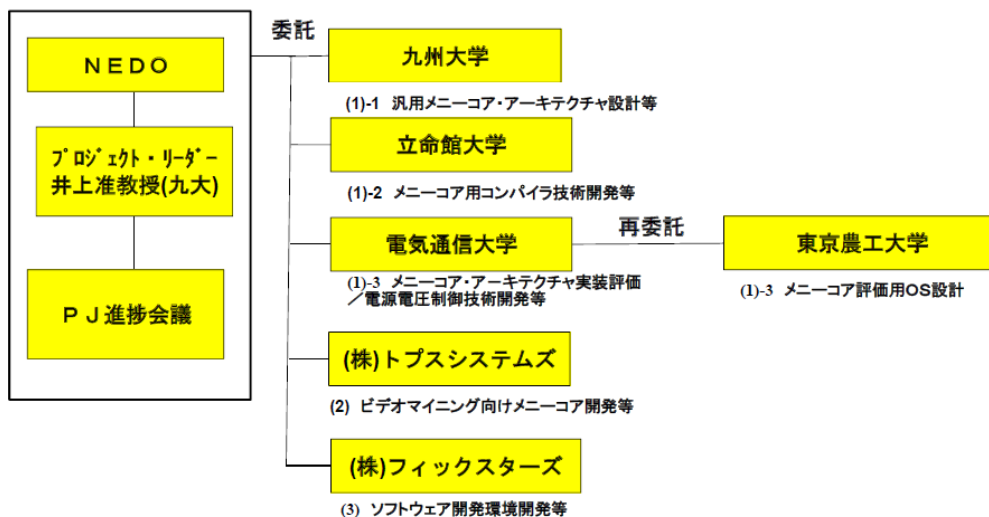 NEDO
プロジェクト・リーダー
井上准教授(九大)
PJ進捗会議
委託
九州大学
(1)-1 汎用メニーコア・アーキテクチャ設計等
立命館大学
(1)-2 メニーコア用コンパイラ技術開発等
電気通信大学
(1)-3 メニーコア・アーキテクチャ実装評価
／電源電圧制御技術開発等
再委託
東京農工大学
(1)-3 メニーコア評価用OS設計
(株)トプスシステムズ
(2) ビデオマイニング向けメニーコア開発等
(株)フィックスターズ
(3) ソフトウェア開発環境開発等